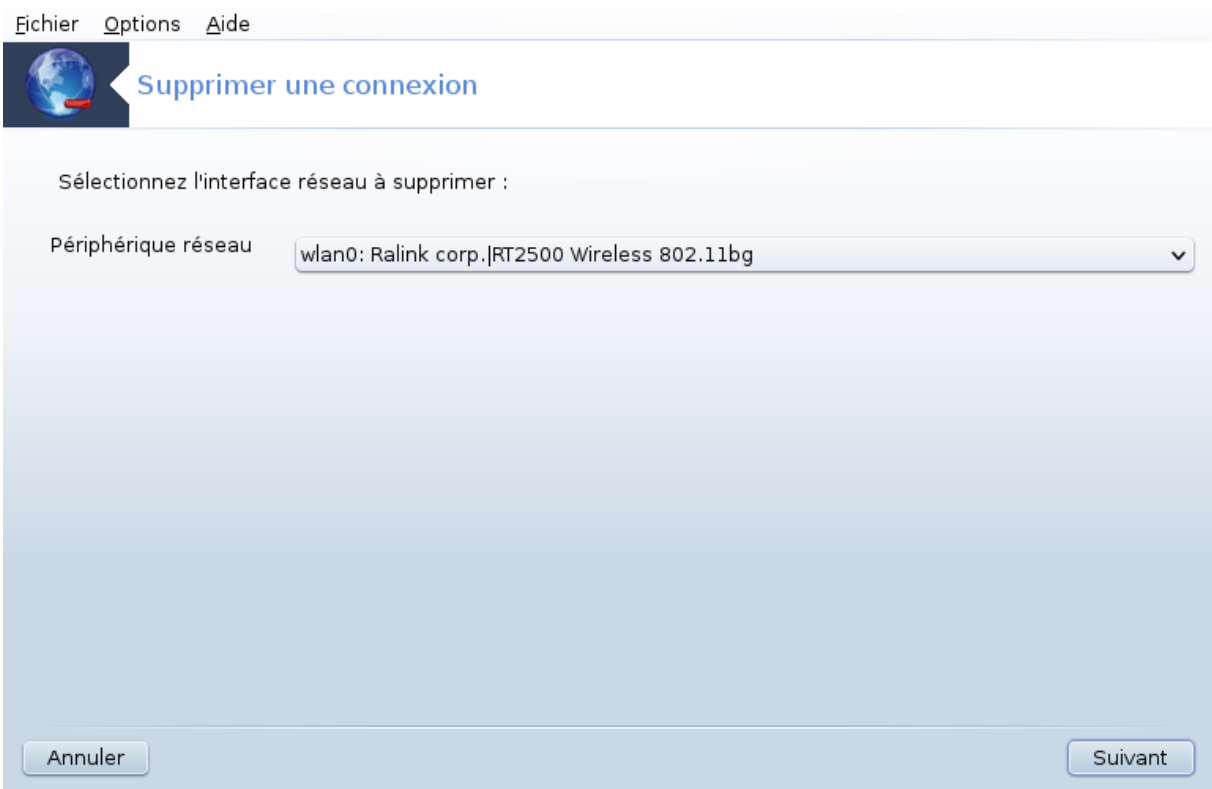 Fichier Options Aide
Supprimer une connexion
Sélectionnez l'interface réseau à supprimer :
Périphérique réseau wlan0: Ralink corp.|RT2500 Wireless 802.11bg
Annuler Suivant